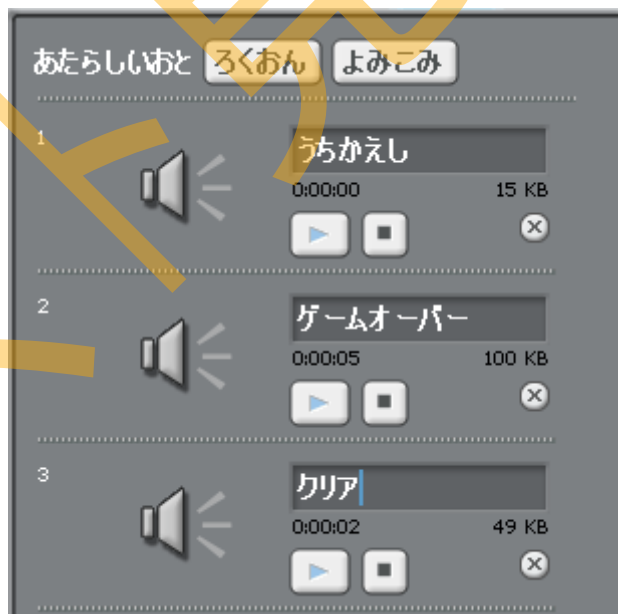 あたらしいおと ろくおん よみこみ
1
うちかえし
0:00:00 15 KB
2
ゲームオーバー
0:00:05 100 KB
3
クリア
0:00:02 49 KB